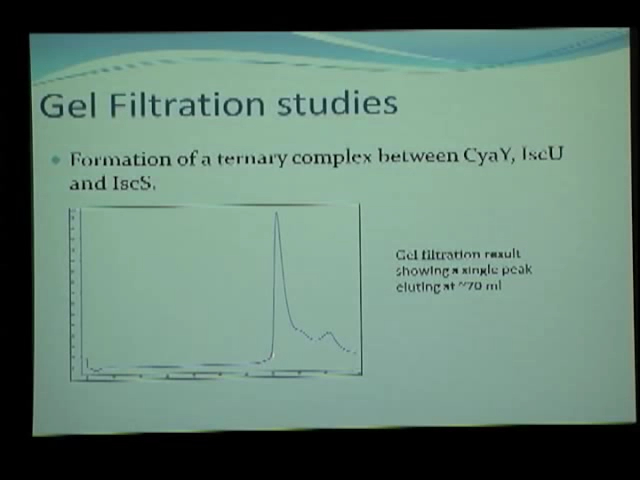 Gel Filtration studies
Formation of a ternary complex between CyaY, IscU
and IscS.
Gel filtration result
showing a single peak
eluting at ~70 ml